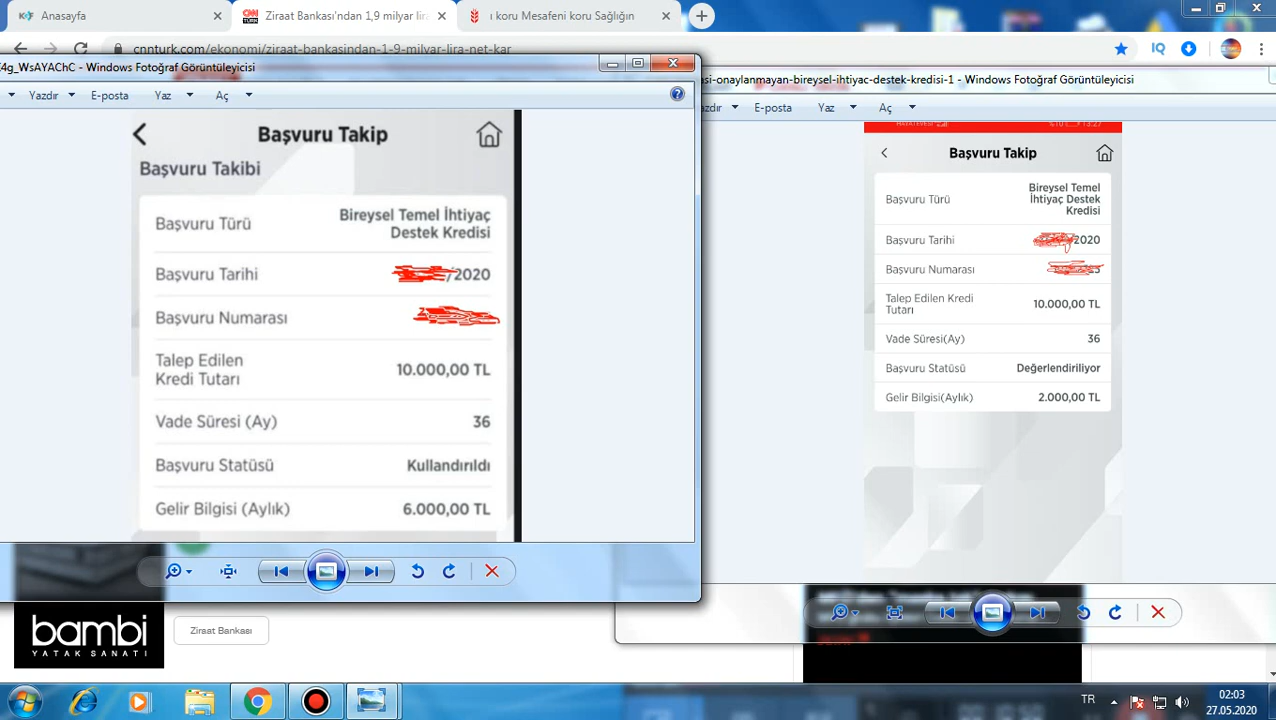 Anasayfa
Ziraat Bankası'ndan 1,9 milyar lira
ı koru Mesafeni koru Sağlığın
cnnturk.com/ekonomi/ziraat-bankasindan-1-9-milyar-lira-net-kar
IQ
4g_WsAYAChC - Windows Fotoğraf Görüntüleyicisi
Yazdır
E-posta
Yaz
Aç
Başvuru Takip
Başvuru Takibi
Başvuru Türü
Bireysel Temel İhtiyaç
Destek Kredisi
Başvuru Tarihi
/2020
Başvuru Numarası
Talep Edilen
Kredi Tutarı
10.000,00 TL
Vade Süresi (Ay)
36
Başvuru Statüsü
Kullandırıldı
Gelir Bilgisi (Aylık)
6.000,00 TL
si-onaylanmayan-bireysel-ihtiyac-destek-kredisi-1 - Windows Fotoğraf Görüntüleyicisi
zdır
E-posta
Yaz
Aç
Başvuru Takip
Başvuru Türü
Bireysel Temel
İhtiyaç Destek
Kredisi
Başvuru Tarihi
2020
Başvuru Numarası
Talep Edilen Kredi
Tutarı
10.000,00 TL
Vade Süresi(Ay)
36
Başvuru Statüsü
Değerlendiriliyor
Gelir Bilgisi(Aylık)
2.000,00 TL
bambi
YATAK SANATI
Ziraat Bankası
TR
02:03
27.05.2020